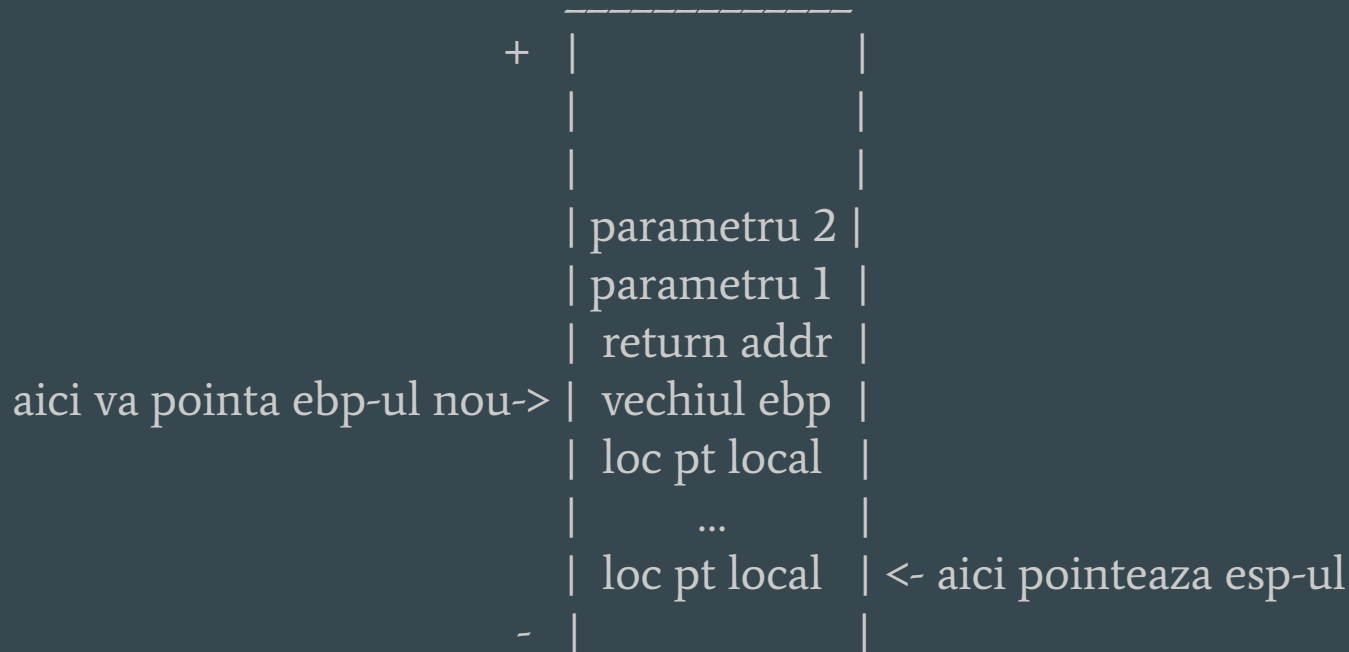 _____________
+ | |
| |
| |
| parametru 2 |
| parametru 1 |
| return addr |
aici va pointa ebp-ul nou-> | vechiul ebp |
| loc pt local |
| ... |
| loc pt local | <- aici pointeaza esp-ul
- | |